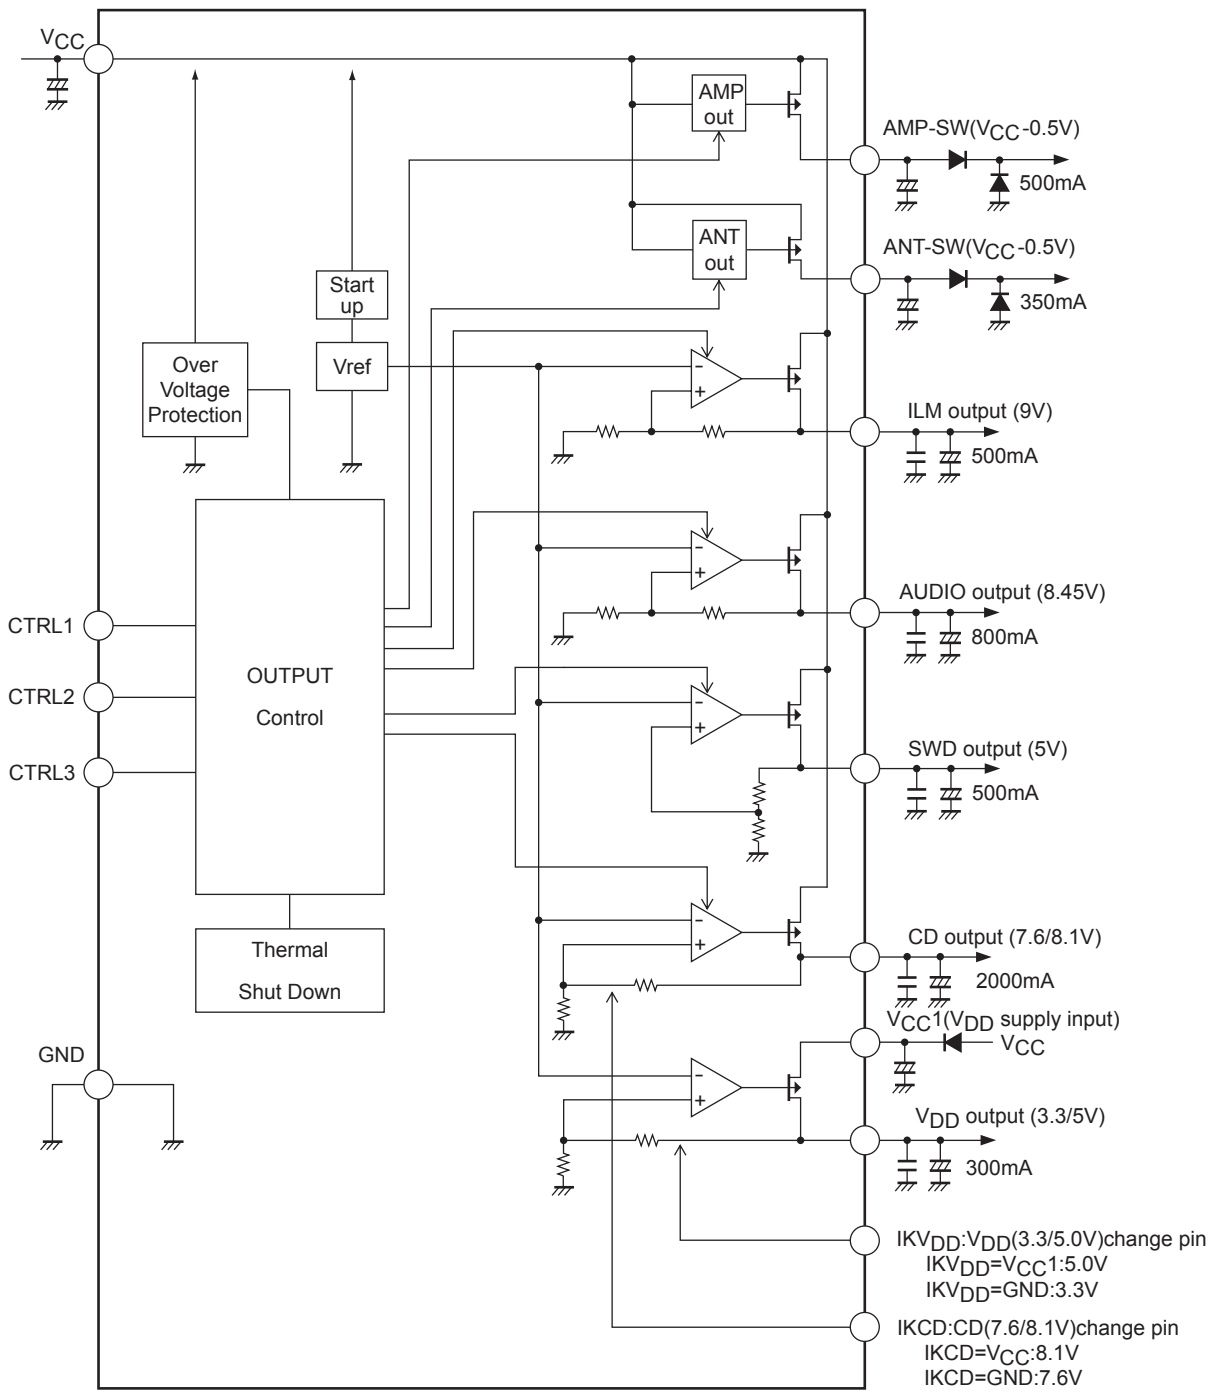 VCC
AMP
out
AMP-SW(VCC-0.5V)
500mA
ANT
out
ANT-SW(VCC-0.5V)
350mA
Start
up
Over
Voltage
Protection
Vref
-
+
ILM output (9V)
500mA
-
+
AUDIO output (8.45V)
800mA
CTRL1
CTRL2
CTRL3
OUTPUT
Control
-
+
SWD output (5V)
500mA
Thermal
Shut Down
-
+
CD output (7.6/8.1V)
2000mA
VCC1(VDD supply input)
VCC
GND
-
+
VDD output (3.3/5V)
300mA
IKVDD:VDD(3.3/5.0V)change pin
IKVDD=VCC1:5.0V
IKVDD=GND:3.3V
IKCD:CD(7.6/8.1V)change pin
IKCD=VCC:8.1V
IKCD=GND:7.6V